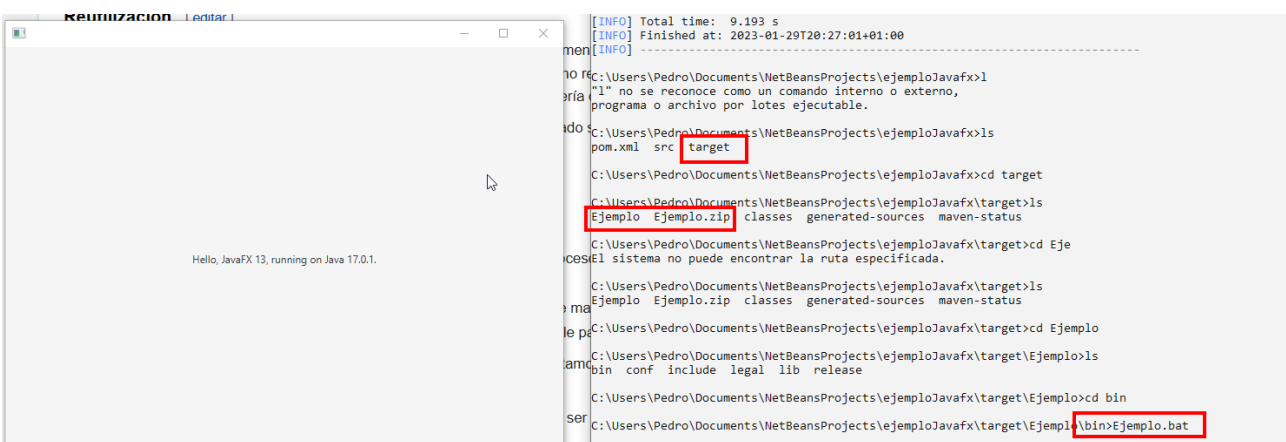 Reutilización [ editar ]
Hello, JavaFX 13, running on Java 17.0.1.
[INFO] Total time:  9.193 s
[INFO] Finished at: 2023-01-29T20:27:01+01:00
[INFO] ------------------------------------------------------------------------
C:\Users\Pedro\Documents\NetBeansProjects\ejemploJavafx>l
"l" no se reconoce como un comando interno o externo,
programa o archivo por lotes ejecutable.
C:\Users\Pedro\Documents\NetBeansProjects\ejemploJavafx>ls
pom.xml  src  target
C:\Users\Pedro\Documents\NetBeansProjects\ejemploJavafx>cd target
C:\Users\Pedro\Documents\NetBeansProjects\ejemploJavafx\target>ls
Ejemplo  Ejemplo.zip  classes  generated-sources  maven-status
C:\Users\Pedro\Documents\NetBeansProjects\ejemploJavafx\target>cd Eje
El sistema no puede encontrar la ruta especificada.
C:\Users\Pedro\Documents\NetBeansProjects\ejemploJavafx\target>ls
Ejemplo  Ejemplo.zip  classes  generated-sources  maven-status
C:\Users\Pedro\Documents\NetBeansProjects\ejemploJavafx\target>cd Ejemplo
C:\Users\Pedro\Documents\NetBeansProjects\ejemploJavafx\target\Ejemplo>ls
bin  conf  include  legal  lib  release
C:\Users\Pedro\Documents\NetBeansProjects\ejemploJavafx\target\Ejemplo>cd bin
C:\Users\Pedro\Documents\NetBeansProjects\ejemploJavafx\target\Ejemplo\bin>Ejemplo.bat